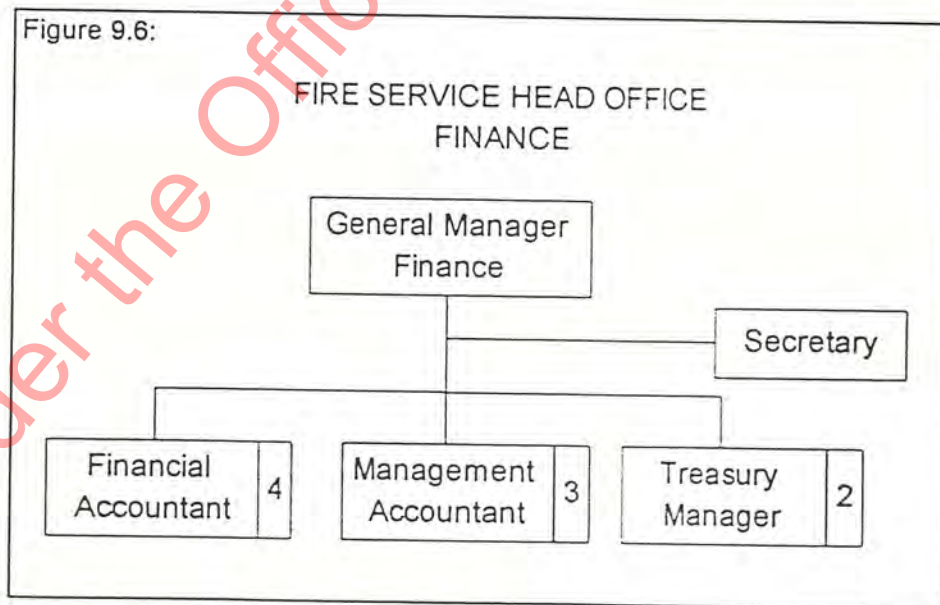 Figure 9.6:
FIRE SERVICE HEAD OFFICE
FINANCE
General Manager
Finance
Secretary
Financial
Accountant
4
Management
Accountant
3
Treasury
Manager
2
the